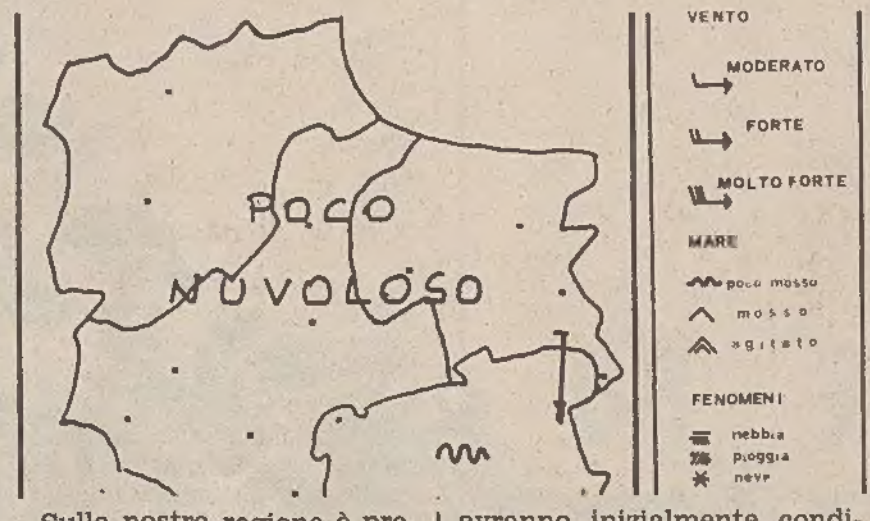 POCO
NUVOLOSO
VENTO
MODERATO
FORTE
MOLTO FORTE
MARE
poco mosso
mosso
agitato
FENOMENI
nebbia
pioggia
neve
Sulla nostra regione è pre-
avranno inizialmente condi-